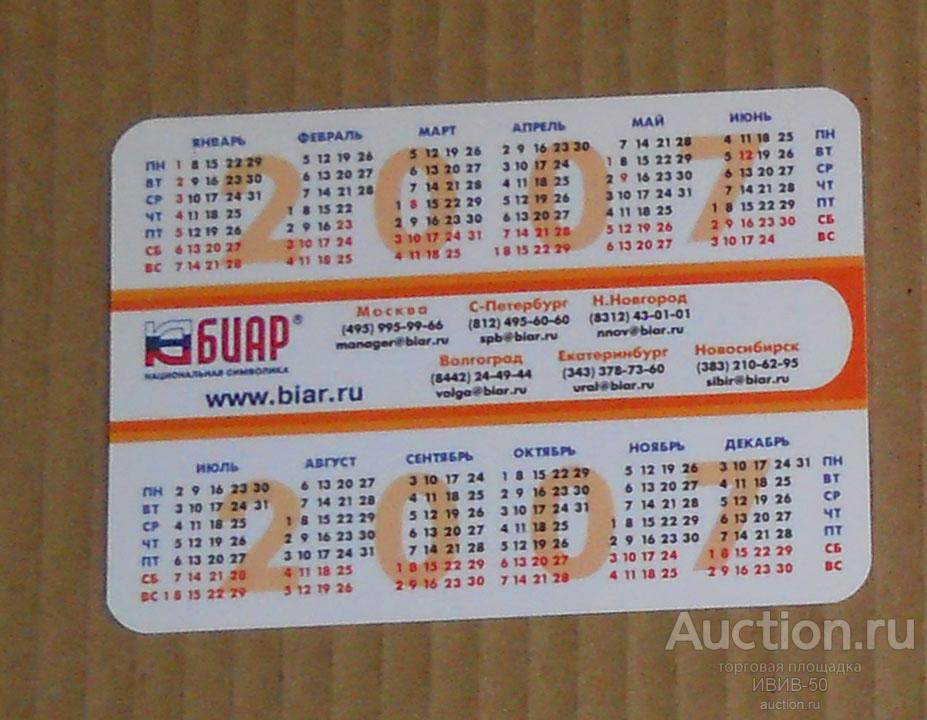 ЯНВАРЬ ФЕВРАЛЬ МАРТ АПРЕЛЬ МАЙ ИЮНЬ
ПН 1 8 15 22 29 5 12 19 26 5 12 19 26 2 9 16 23 30 7 14 21 28 4 11 18 25 ПН
ВТ 2 9 16 23 30 6 13 20 27 6 13 20 27 3 10 17 24 1 8 15 22 29 5 12 19 26 ВТ
СР 3 10 17 24 31 7 14 21 28 7 14 21 28 4 11 18 25 2 9 16 23 30 6 13 20 27 СР
ЧТ 4 11 18 25 1 8 15 22 1 8 15 22 29 5 12 19 26 3 10 17 24 31 7 14 21 28 ЧТ
ПТ 5 12 19 26 2 9 16 23 2 9 16 23 30 6 13 20 27 4 11 18 25 1 8 15 22 29 ПТ
СБ 6 13 20 27 3 10 17 24 3 10 17 24 31 7 14 21 28 5 12 19 26 2 9 16 23 30 СБ
ВС 7 14 21 28 4 11 18 25 4 11 18 25 1 8 15 22 29 6 13 20 27 3 10 17 24 ВС
2007
БИАР®
НАЦИОНАЛЬНАЯ СИМВОЛИКА
www.biar.ru
Москва
(495) 995-99-66
manager@biar.ru
С-Петербург
(812) 495-60-60
spb@biar.ru
Н.Новгород
(8312) 43-01-01
nnov@biar.ru
Волгоград
(8442) 24-49-44
volga@biar.ru
Екатеринбург
(343) 378-73-60
ural@biar.ru
Новосибирск
(383) 210-62-95
sibir@biar.ru
ИЮЛЬ АВГУСТ СЕНТЯБРЬ ОКТЯБРЬ НОЯБРЬ ДЕКАБРЬ
ПН 2 9 16 23 30 6 13 20 27 3 10 17 24 1 8 15 22 29 5 12 19 26 3 10 17 24 31 ПН
ВТ 3 10 17 24 31 7 14 21 28 4 11 18 25 2 9 16 23 30 6 13 20 27 4 11 18 25 ВТ
СР 4 11 18 25 1 8 15 22 29 5 12 19 26 3 10 17 24 31 7 14 21 28 5 12 19 26 СР
ЧТ 5 12 19 26 2 9 16 23 30 6 13 20 27 4 11 18 25 1 8 15 22 29 6 13 20 27 ЧТ
ПТ 6 13 20 27 3 10 17 24 31 7 14 21 28 5 12 19 26 2 9 16 23 30 7 14 21 28 ПТ
СБ 7 14 21 28 4 11 18 25 1 8 15 22 29 6 13 20 27 3 10 17 24 1 8 15 22 29 СБ
ВС 1 8 15 22 29 5 12 19 26 2 9 16 23 30 7 14 21 28 4 11 18 25 2 9 16 23 30 ВС
2007
Auction.ru
торговая площадка
ИВИВ-50
auction.ru